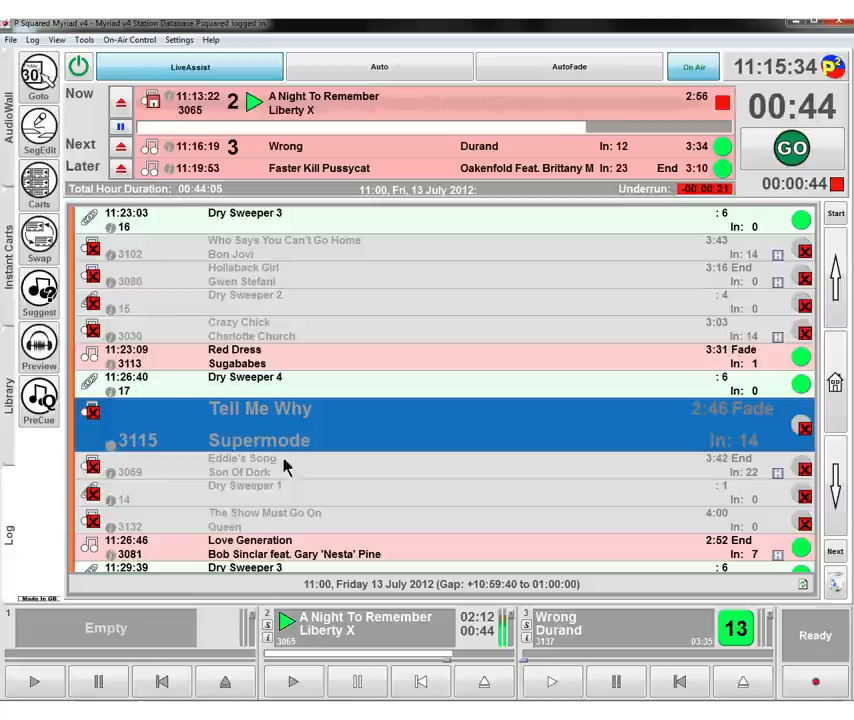 P Squared Myriad v4 - Myriad v4 Station Database Psquared logged in.
File Log View Tools On-Air Control Settings Help
LiveAssist Auto AutoFade On Air 11:15:34
Now 11:13:22 2 A Night To Remember 2:56 00:44
3065 Liberty X
Next 11:16:19 3 Wrong Durand In: 12 3:34 GO
Later 11:19:53 Faster Kill Pussycat Oakenfold Feat. Brittany M In: 23 End 3:10
Total Hour Duration: 00:44:05 11:00, Fri, 13 July 2012: Underrun: -00:00:21 00:00:44
AudioWall
Instant Carts
Library
Log
30
Goto
SegEdit
Carts
Swap
Suggest
Preview
PreCue
Made In GB
11:23:03 Dry Sweeper 3 : 6
16 In: 0
Who Says You Can't Go Home 3:43
3102 Bon Jovi In: 14 H
Hollaback Girl 3:16 End
3080 Gwen Stefani In: 0 H
Dry Sweeper 2 : 4
15 In: 0
Crazy Chick 3:03
3030 Charlotte Church In: 14 H
11:23:09 Red Dress 3:31 Fade
3113 Sugababes In: 1
11:26:40 Dry Sweeper 4 : 6
17 In: 0
Tell Me Why 2:46 Fade
3115 Supermode In: 14
Eddie's Song 3:42 End
3069 Son Of Dork In: 22 H
Dry Sweeper 1 : 1
14 In: 0
The Show Must Go On 4:00
3132 Queen In: 0
11:26:46 Love Generation 2:52 End
3081 Bob Sinclar feat. Gary 'Nesta' Pine In: 7 H
11:29:39 Dry Sweeper 3 : 6
11:00, Friday 13 July 2012 (Gap: +10:59:40 to 01:00:00)
Start
Next
1 Empty
2 S i A Night To Remember 02:12
Liberty X 00:44
3065
3 S i Wrong 13
Durand
3137 03:35
Ready